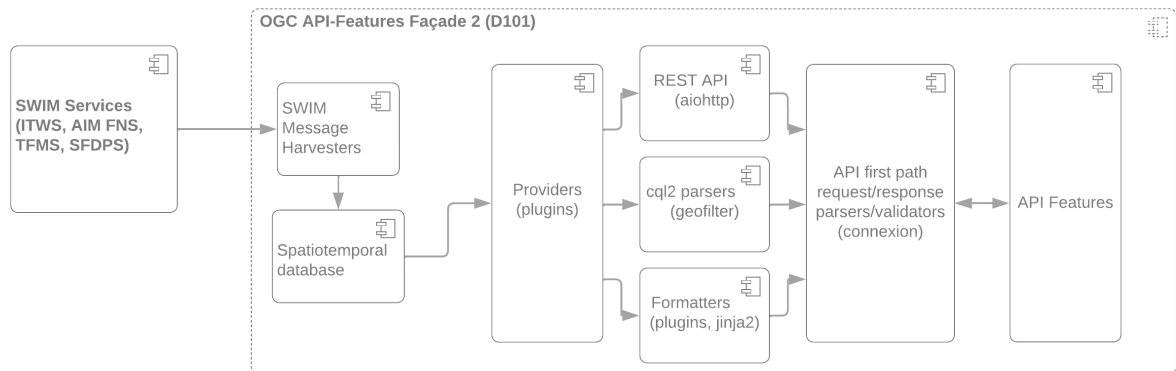 OGC API-Features Façade 2 (D101)
SWIM Services
(ITWS, AIM FNS,
TFMS, SFDPS)
SWIM
Message
Harvesters
Spatiotemporal
database
Providers
(plugins)
REST API
(aiohttp)
cql2 parsers
(geofilter)
Formatters
(plugins, jinja2)
API first path
request/response
parsers/validators
(connexion)
API Features